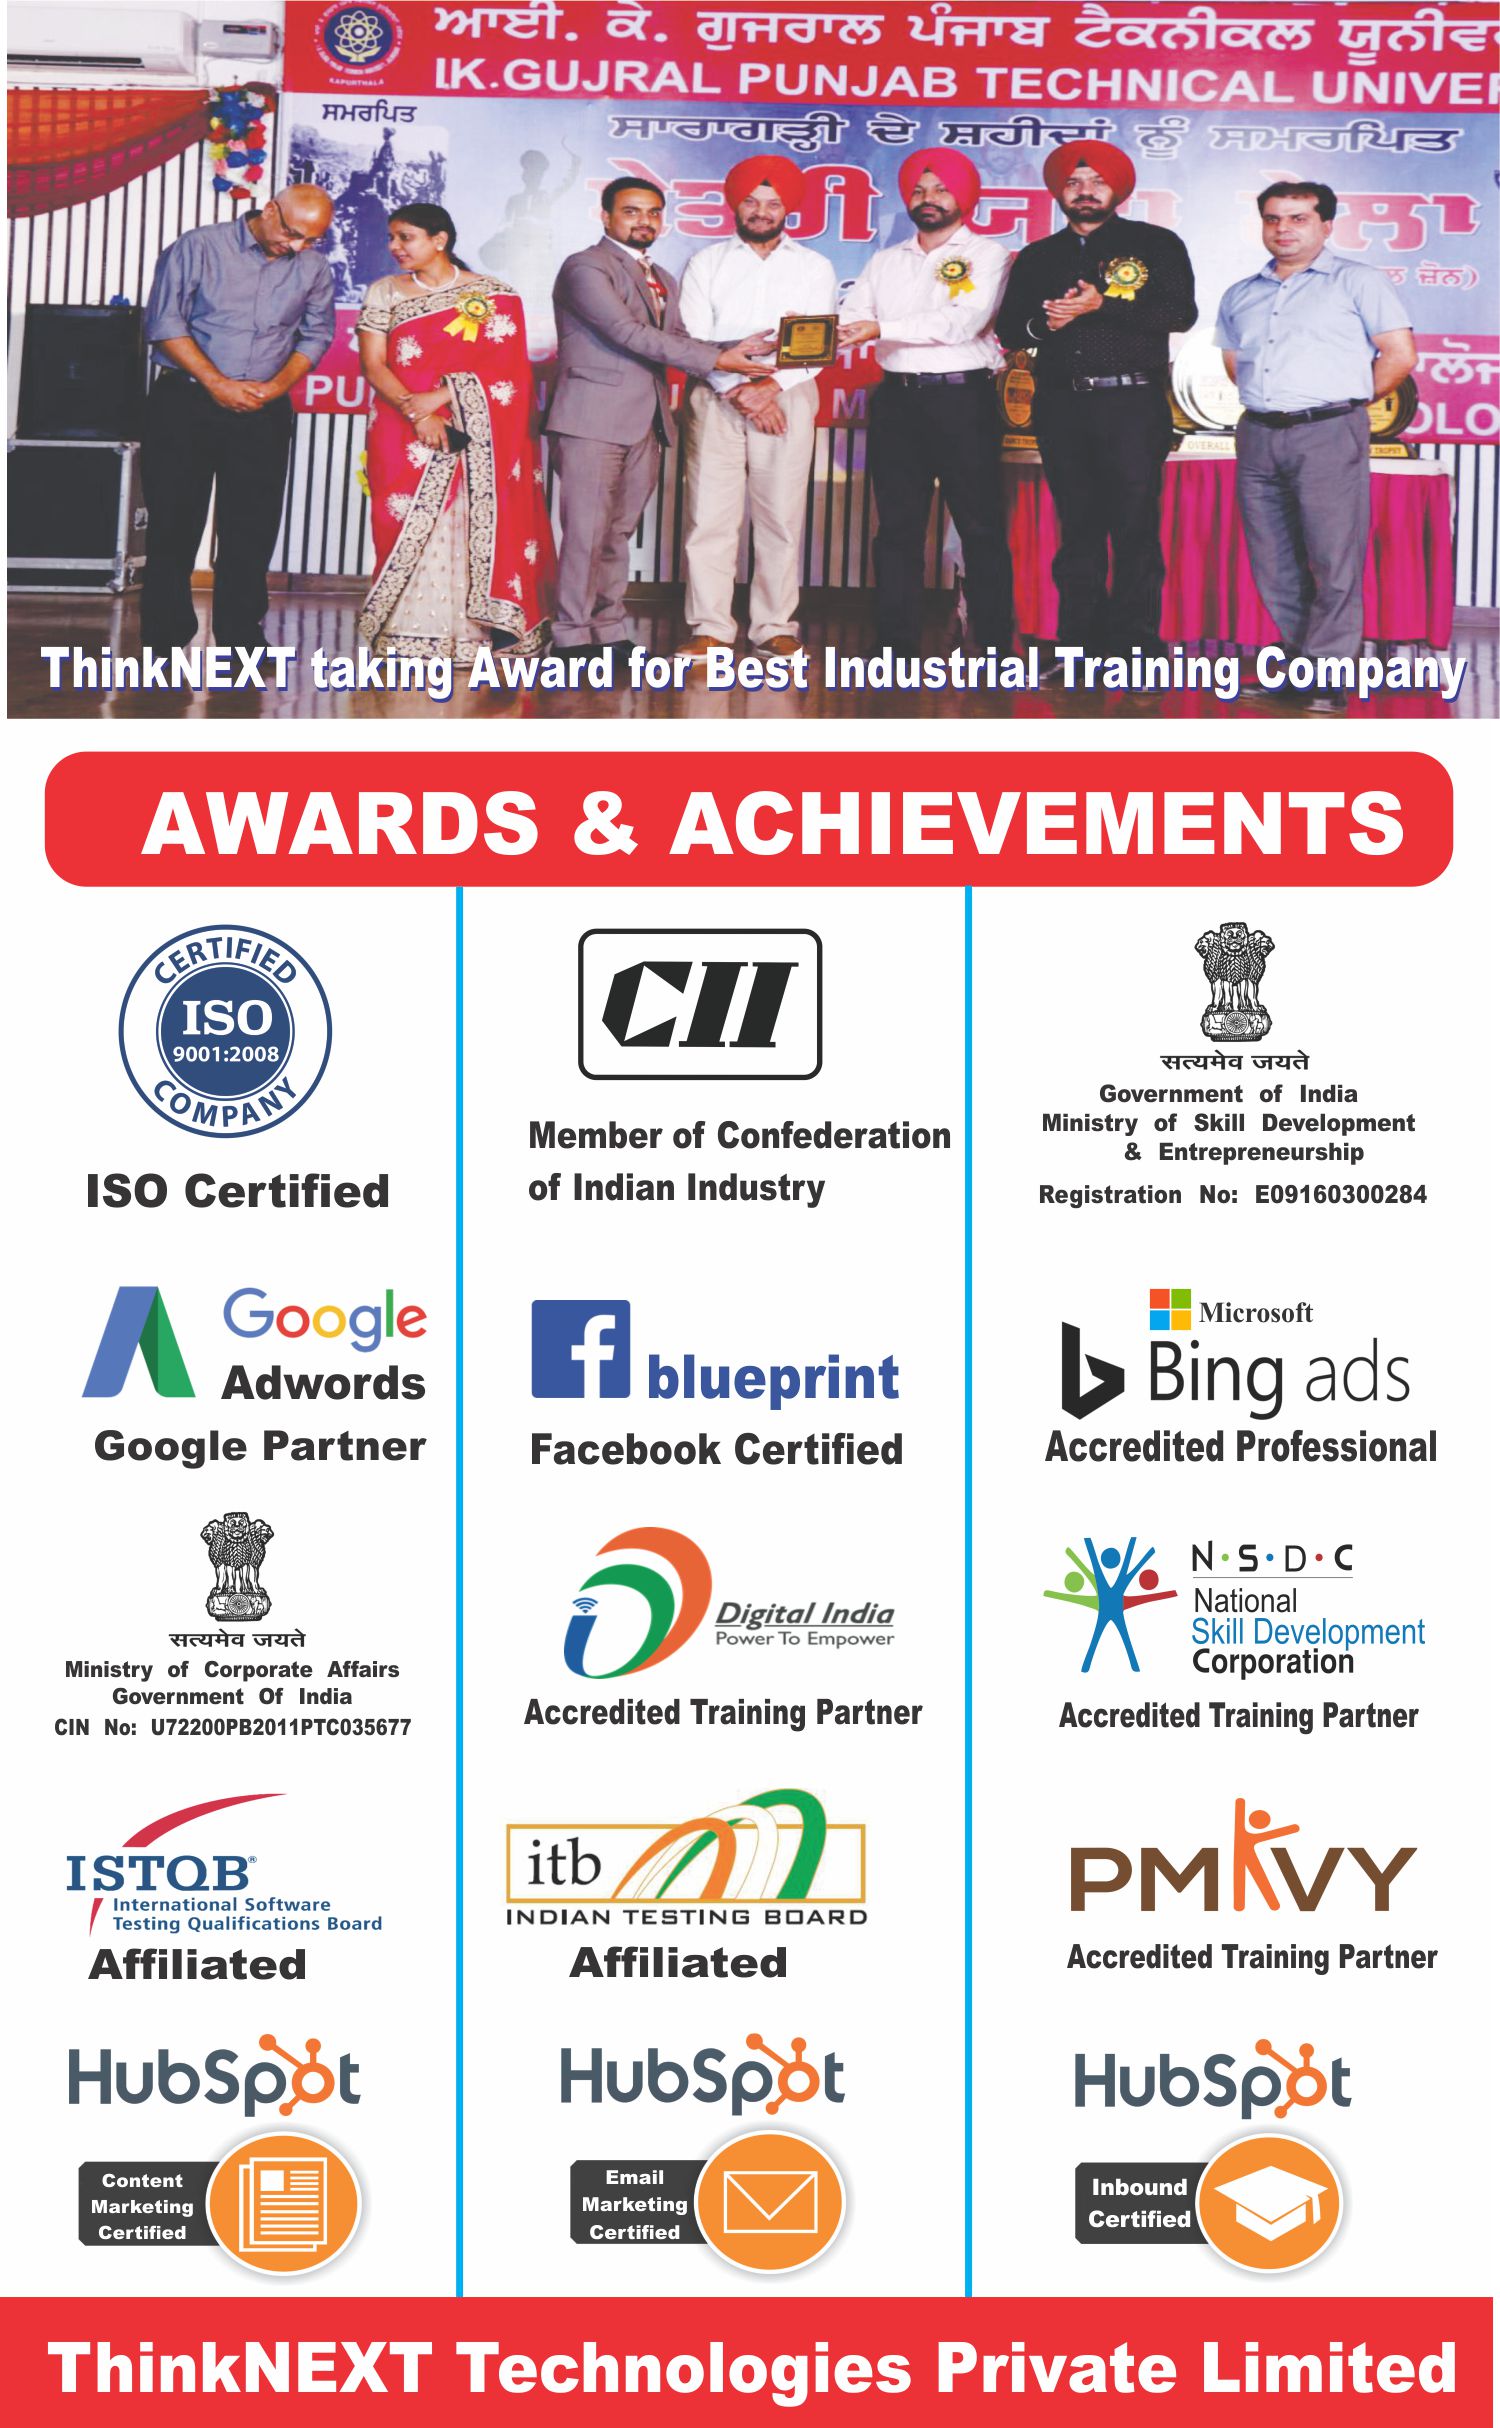 ਆਈ. ਕੇ. ਗੁਜਰਾਲ ਪੰਜਾਬ ਟੈਕਨੀਕਲ ਯੂਨੀਵ
I.K.GUJRAL PUNJAB TECHNICAL UNIVE
KAPURTHALA
ਸਮਰਪਿਤ
ਸਾਰਾਗੜ੍ਹੀ ਦੇ ਸ਼ਹੀਦਾਂ ਨੂੰ ਸਮਰਪਿਤ
ਜ਼ੋਨ)
PU
M
OLO
OVERALL
TROPHY
ThinkNEXT taking Award for Best Industrial Training Company
AWARDS & ACHIEVEMENTS
CERTIFIED
ISO
9001:2008
COMPANY
ISO Certified
CII
Member of Confederation
of Indian Industry
सत्यमेव जयते
Government of India
Ministry of Skill Development
& Entrepreneurship
Registration No: E09160300284
Google
Adwords
Google Partner
f blueprint
Facebook Certified
Microsoft
Bing ads
Accredited Professional
सत्यमेव जयते
Ministry of Corporate Affairs
Government Of India
CIN No: U72200PB2011PTC035677
Digital India
Power To Empower
Accredited Training Partner
N·S·D·C
National
Skill Development
Corporation
Accredited Training Partner
ISTQB®
International Software
Testing Qualifications Board
Affiliated
itb
INDIAN TESTING BOARD
Affiliated
PMKVY
Accredited Training Partner
HubSpot
Content
Marketing
Certified
HubSpot
Email
Marketing
Certified
HubSpot
Inbound
Certified
ThinkNEXT Technologies Private Limited